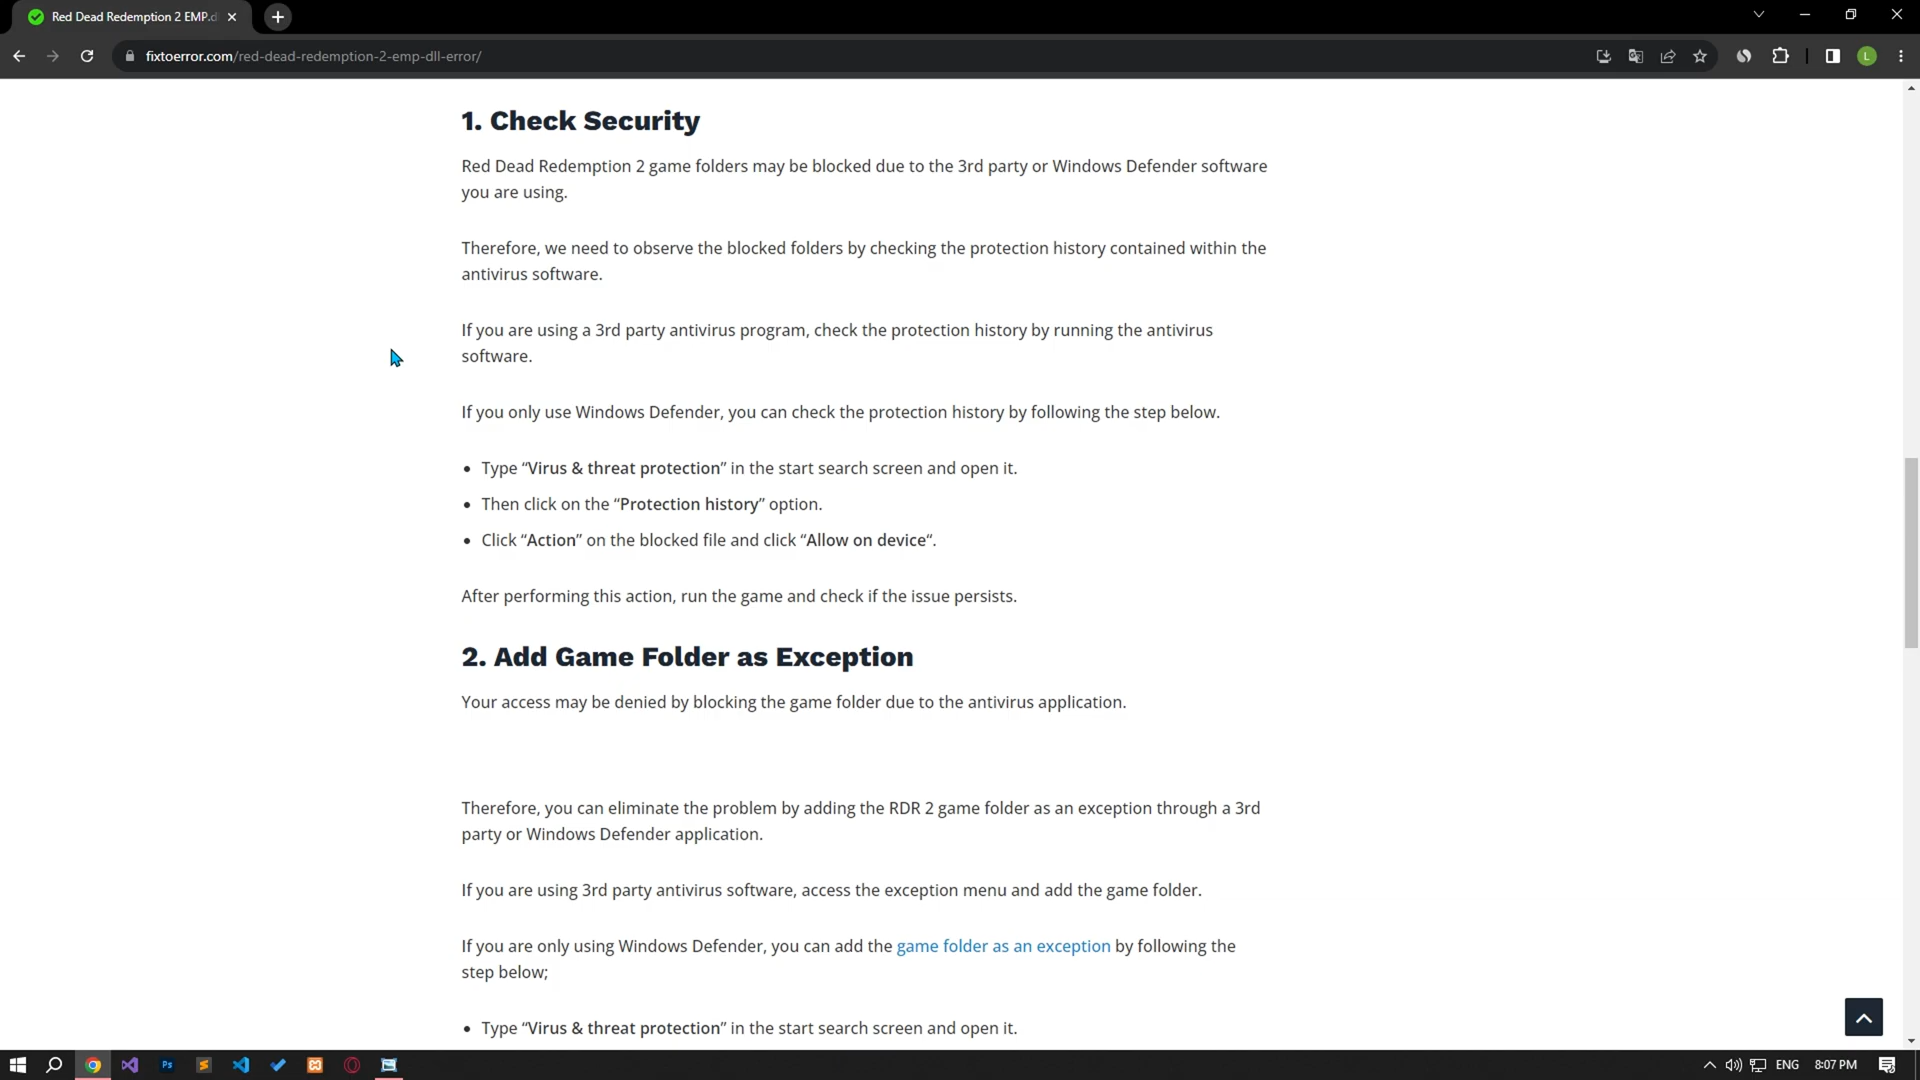 Red Dead Redemption 2 EMP.d
fixtoerror.com/red-dead-redemption-2-emp-dll-error/
L
1. Check Security
Red Dead Redemption 2 game folders may be blocked due to the 3rd party or Windows Defender software
you are using.
Therefore, we need to observe the blocked folders by checking the protection history contained within the
antivirus software.
If you are using a 3rd party antivirus program, check the protection history by running the antivirus
software.
If you only use Windows Defender, you can check the protection history by following the step below.
• Type “Virus & threat protection” in the start search screen and open it.
• Then click on the “Protection history” option.
• Click “Action” on the blocked file and click “Allow on device“.
After performing this action, run the game and check if the issue persists.
2. Add Game Folder as Exception
Your access may be denied by blocking the game folder due to the antivirus application.
Therefore, you can eliminate the problem by adding the RDR 2 game folder as an exception through a 3rd
party or Windows Defender application.
If you are using 3rd party antivirus software, access the exception menu and add the game folder.
If you are only using Windows Defender, you can add the game folder as an exception by following the
step below;
• Type “Virus & threat protection” in the start search screen and open it.
Ps
ENG
8:07 PM